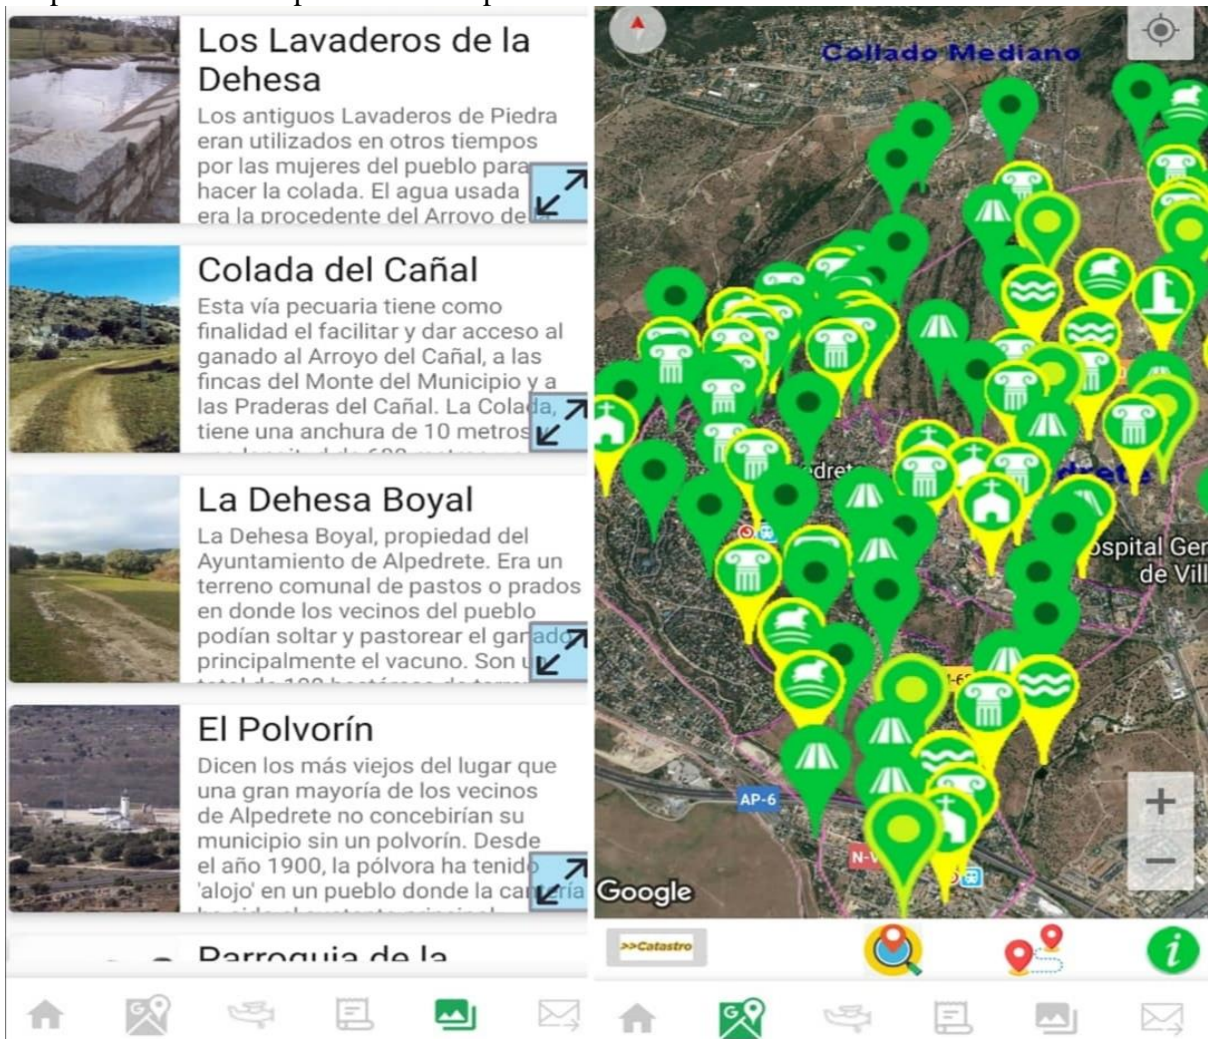 Los Lavaderos de la
Dehesa
Los antiguos Lavaderos de Piedra
eran utilizados en otros tiempos
por las mujeres del pueblo para
hacer la colada. El agua usada
era la procedente del Arroyo de
Colada del Cañal
Esta vía pecuaria tiene como
finalidad el facilitar y dar acceso al
ganado al Arroyo del Cañal, a las
fincas del Monte del Municipio y a
las Praderas del Cañal. La Colada,
tiene una anchura de 10 metros
La Dehesa Boyal
La Dehesa Boyal, propiedad del
Ayuntamiento de Alpedrete. Era un
terreno comunal de pastos o prados
en donde los vecinos del pueblo
podían soltar y pastorear el ganado
principalmente el vacuno. Son un
El Polvorín
Dicen los más viejos del lugar que
una gran mayoría de los vecinos
de Alpedrete no concebirían su
municipio sin un polvorín. Desde
el año 1900, la pólvora ha tenido
'alojo' en un pueblo donde la cantería
Parroquia de la
Collado Mediano
drete
drete
ospital Ger
de Vill
AP-6
N-V
Google
>>Catastro
i